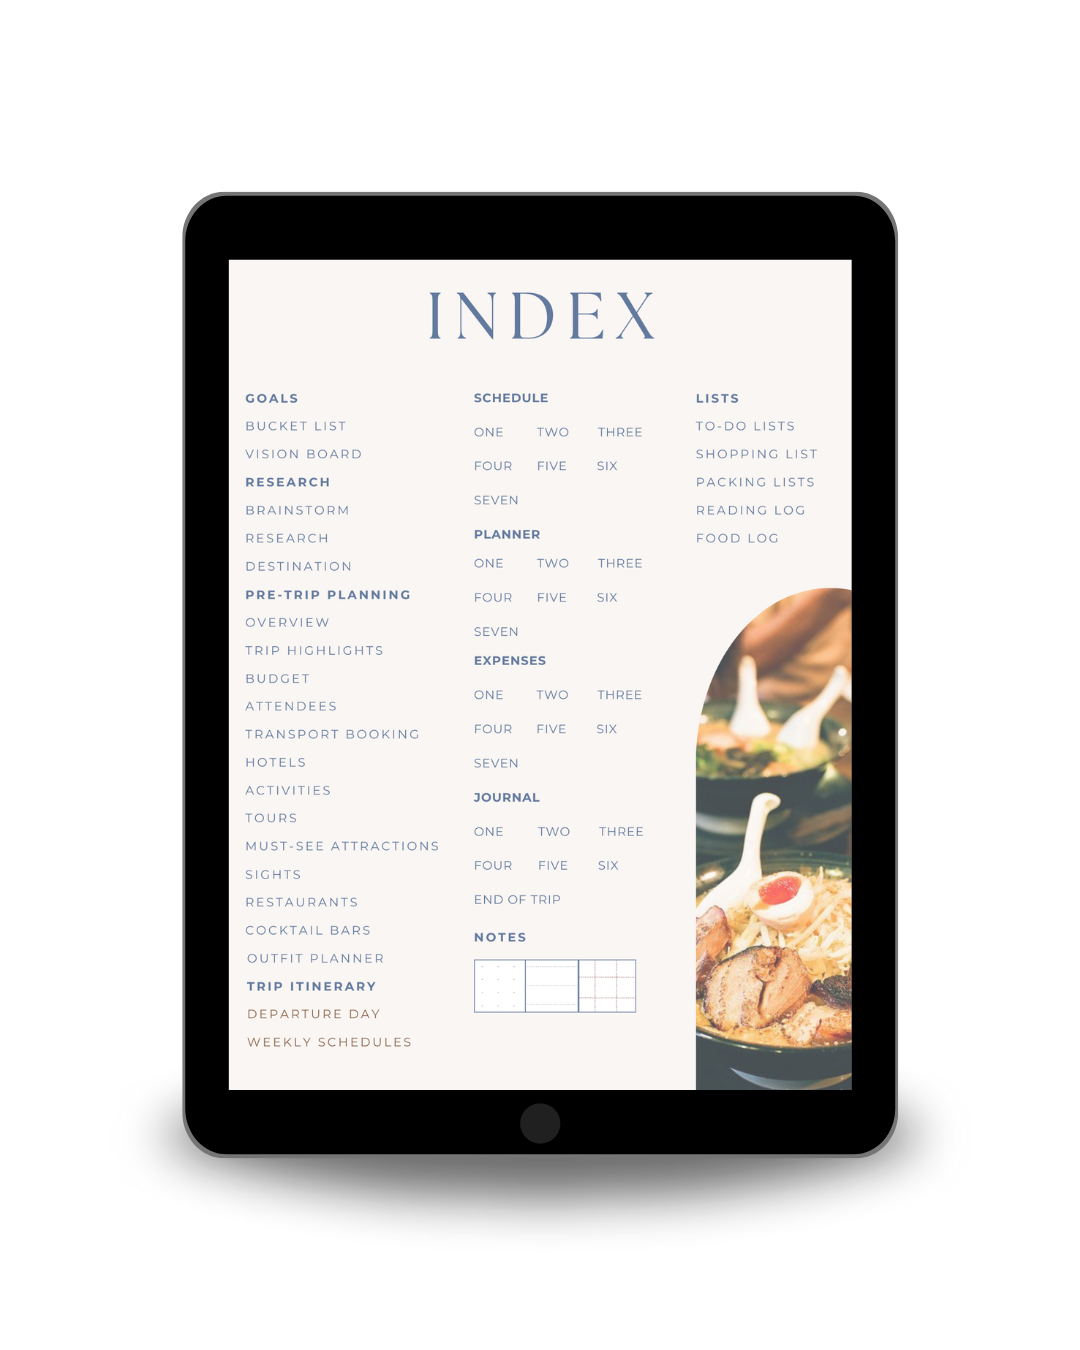 INDEX
GOALS
BUCKET LIST
VISION BOARD
RESEARCH
BRAINSTORM
RESEARCH
DESTINATION
PRE-TRIP PLANNING
OVERVIEW
TRIP HIGHLIGHTS
BUDGET
ATTENDEES
TRANSPORT BOOKING
HOTELS
ACTIVITIES
TOURS
MUST-SEE ATTRACTIONS
SIGHTS
RESTAURANTS
COCKTAIL BARS
OUTFIT PLANNER
TRIP ITINERARY
DEPARTURE DAY
WEEKLY SCHEDULES
SCHEDULE
ONE TWO THREE
FOUR FIVE SIX
SEVEN
PLANNER
ONE TWO THREE
FOUR FIVE SIX
SEVEN
EXPENSES
ONE TWO THREE
FOUR FIVE SIX
SEVEN
JOURNAL
ONE TWO THREE
FOUR FIVE SIX
END OF TRIP
NOTES
LISTS
TO-DO LISTS
SHOPPING LIST
PACKING LISTS
READING LOG
FOOD LOG